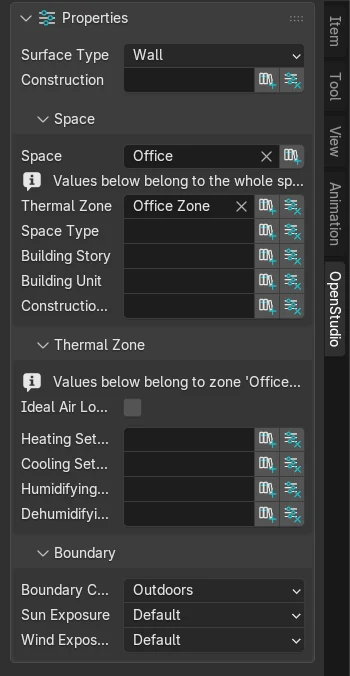 Properties
Surface Type Wall
Construction
Space
Space Office
Values below belong to the whole sp...
Thermal Zone Office Zone
Space Type
Building Story
Building Unit
Constructio...
Thermal Zone
Values below belong to zone 'Office...
Ideal Air Lo...
Heating Set...
Cooling Set...
Humidifying...
Dehumidifyi...
Boundary
Boundary C... Outdoors
Sun Exposure Default
Wind Expos... Default
Item
Tool
View
Animation
OpenStudio